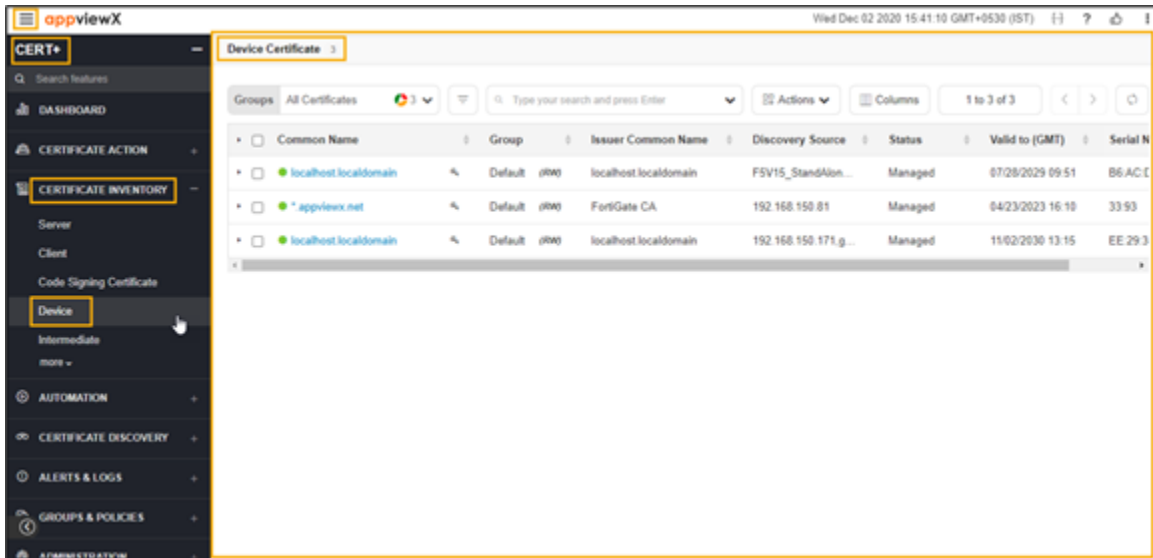 appviewX
Wed Dec 02 2020 15:41:10 GMT+0530 (IST) ?
CERT+
Device Certificate 3
Search features
Groups All Certificates 3 Type your search and press Enter Actions Columns 1 to 3 of 3
DASHBOARD
CERTIFICATE ACTION +
Common Name Group Issuer Common Name Discovery Source Status Valid to (GMT) Serial N
localhost.localdomain Default (RW) localhost.localdomain F5V15_StandAlon... Managed 07/28/2029 09:51 B6:AC:D
CERTIFICATE INVENTORY −
*.appviewx.net Default (RW) FortiGate CA 192.168.150.81 Managed 04/23/2023 16:10 33:93
Server
localhost.localdomain Default (RW) localhost.localdomain 192.168.150.171,g... Managed 11/02/2030 13:15 EE:29:3
Client
Code Signing Certificate
Device
Intermediate
more
AUTOMATION +
CERTIFICATE DISCOVERY +
ALERTS & LOGS +
GROUPS & POLICIES +
ADMINISTRATION